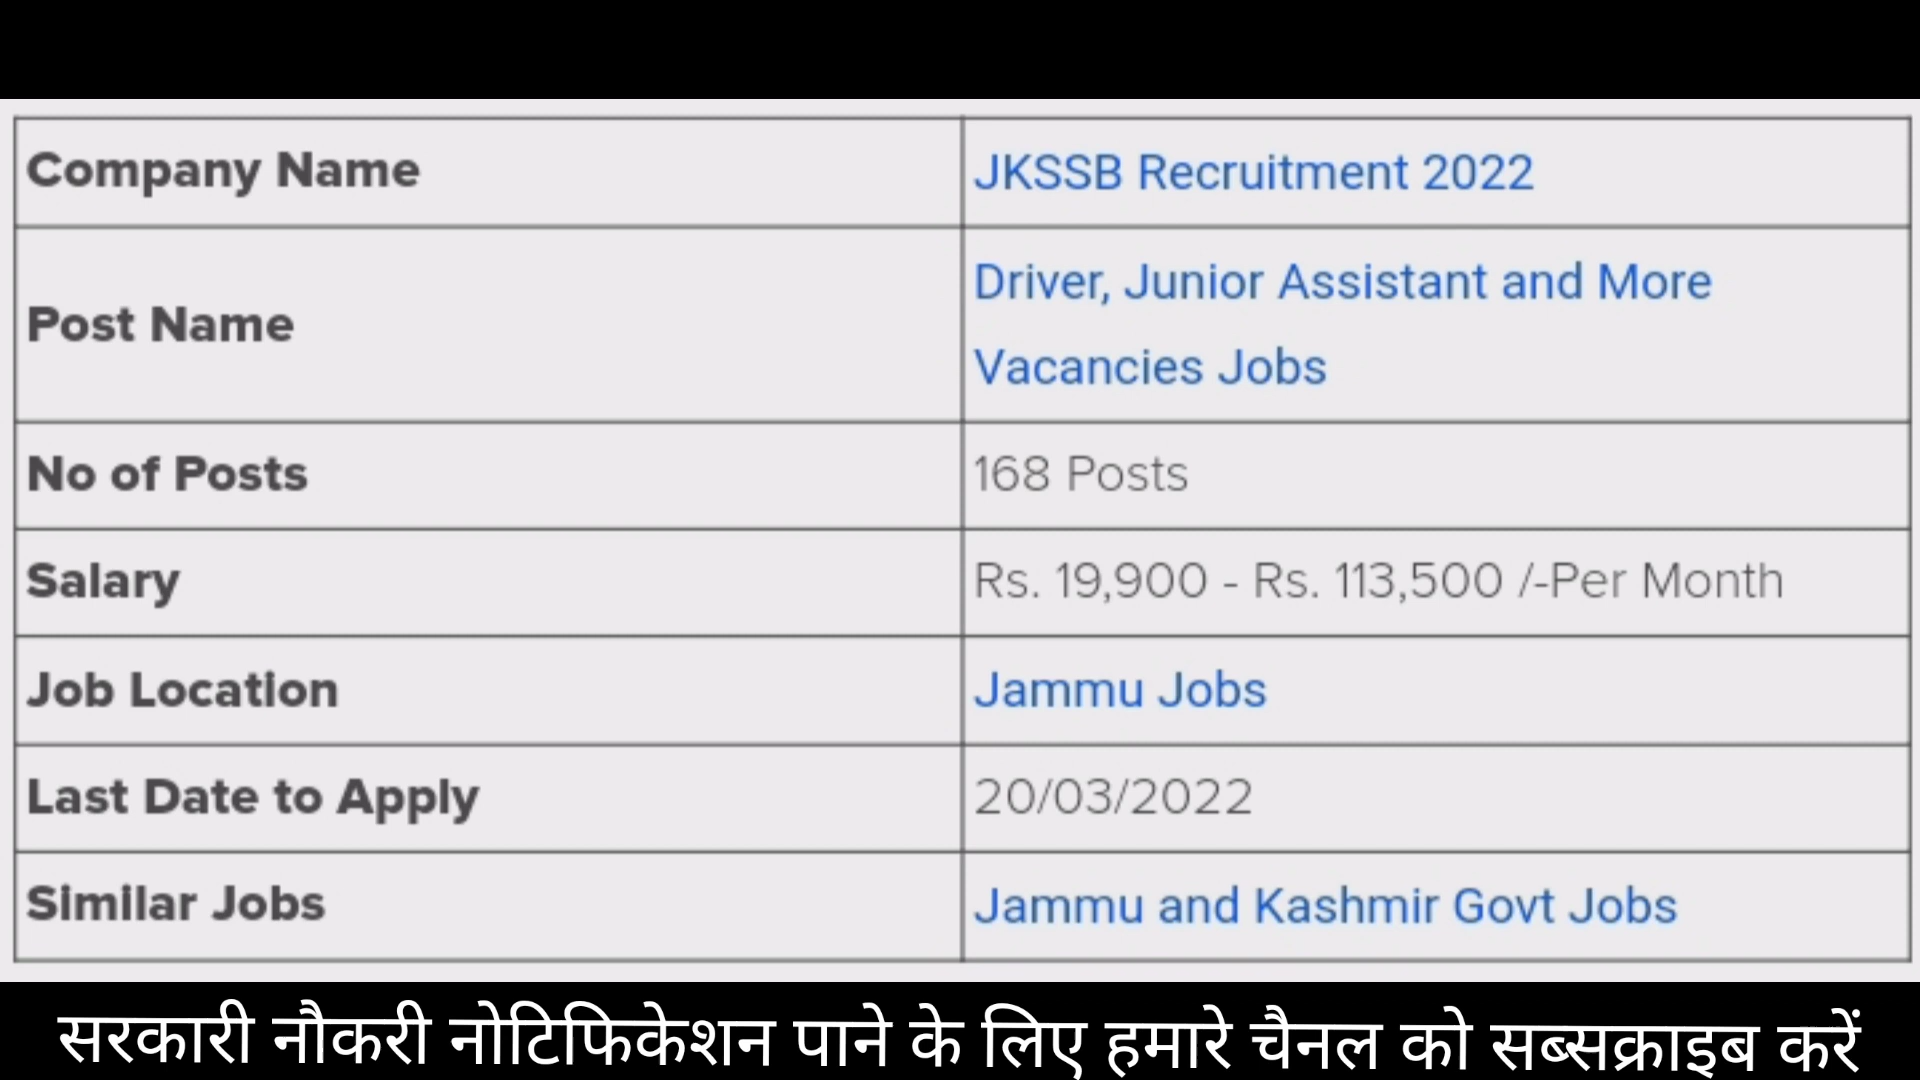 Company Name
JKSSB Recruitment 2022
Post Name
Driver, Junior Assistant and More
Vacancies Jobs
No of Posts
168 Posts
Salary
Rs. 19,900 - Rs. 113,500 /-Per Month
Job Location
Jammu Jobs
Last Date to Apply
20/03/2022
Similar Jobs
Jammu and Kashmir Govt Jobs
सरकारी नौकरी नोटिफिकेशन पाने के लिए हमारे चैनल को सब्सक्राइब करें